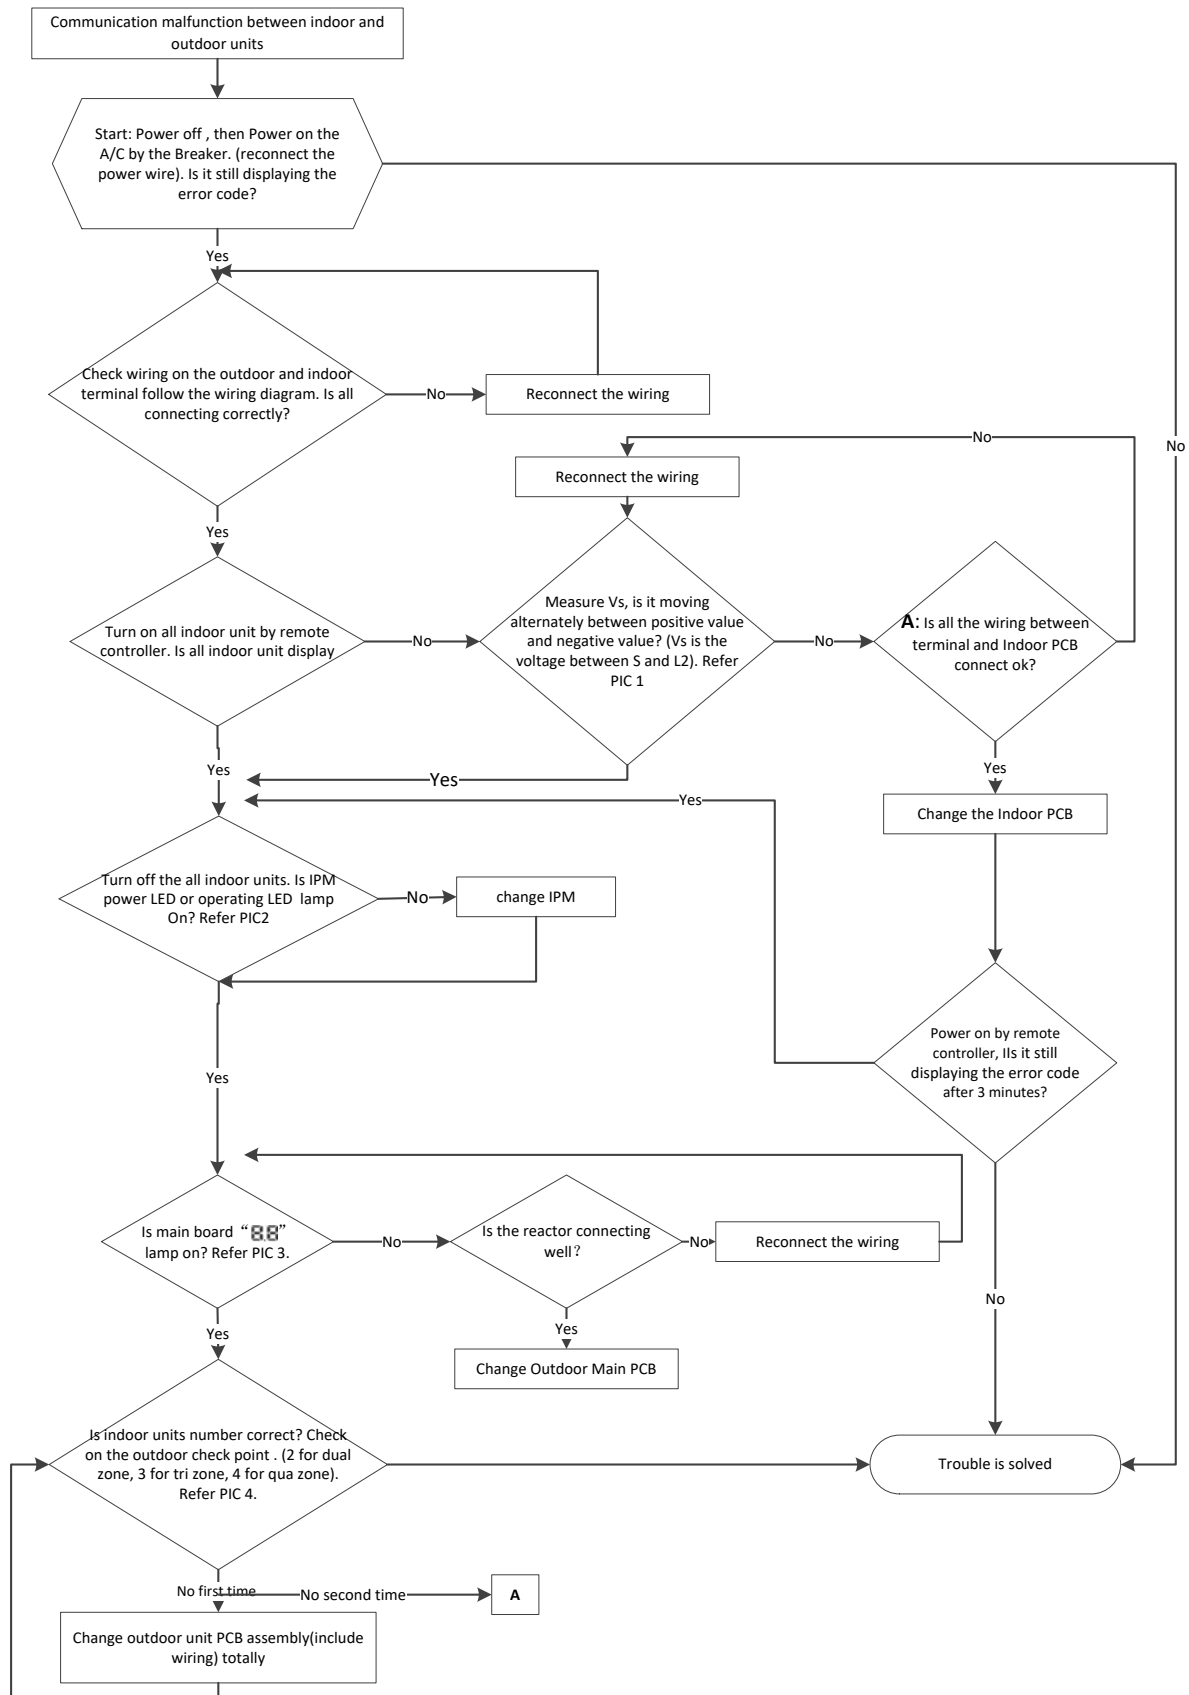 Communication malfunction between indoor and
outdoor units
Start: Power off , then Power on the
A/C by the Breaker. (reconnect the
power wire). Is it still displaying the
error code?
Yes
No
Check wiring on the outdoor and indoor
terminal follow the wiring diagram. Is all
connecting correctly?
No
Reconnect the wiring
Yes
No
Reconnect the wiring
Turn on all indoor unit by remote
controller. Is all indoor unit display
No
Measure Vs, is it moving
alternately between positive value
and negative value? (Vs is the
voltage between S and L2). Refer
PIC 1
No
A: Is all the wiring between
terminal and Indoor PCB
connect ok?
Yes
Yes
Yes
Yes
Change the Indoor PCB
Turn off the all indoor units. Is IPM
power LED or operating LED lamp
On? Refer PIC2
No
change IPM
Power on by remote
controller, IIs it still
displaying the error code
after 3 minutes?
Yes
Is main board “8.8”
lamp on? Refer PIC 3.
No
Is the reactor connecting
well?
No
Reconnect the wiring
No
Yes
Yes
Change Outdoor Main PCB
Is indoor units number correct? Check
on the outdoor check point . (2 for dual
zone, 3 for tri zone, 4 for qua zone).
Refer PIC 4.
Trouble is solved
No first time
No second time
A
Change outdoor unit PCB assembly(include
wiring) totally